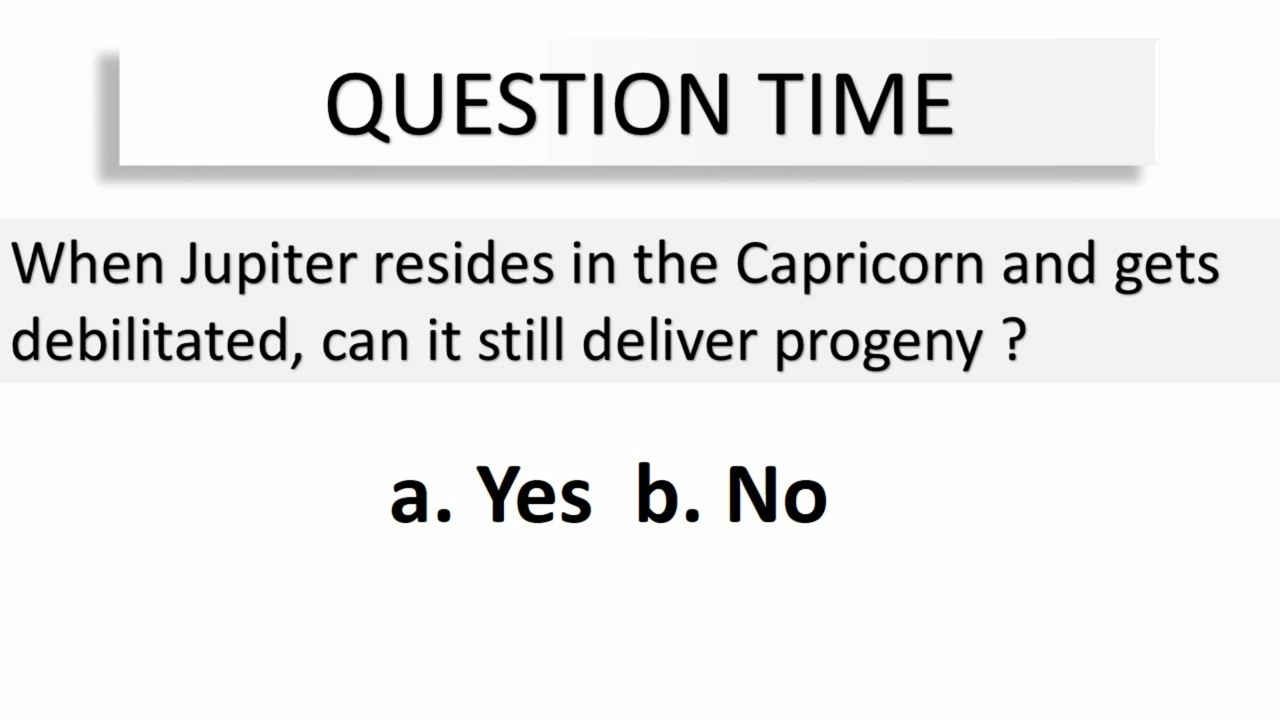 QUESTION TIME
When Jupiter resides in the Capricorn and gets
debilitated, can it still deliver progeny ?
a. Yes b. No